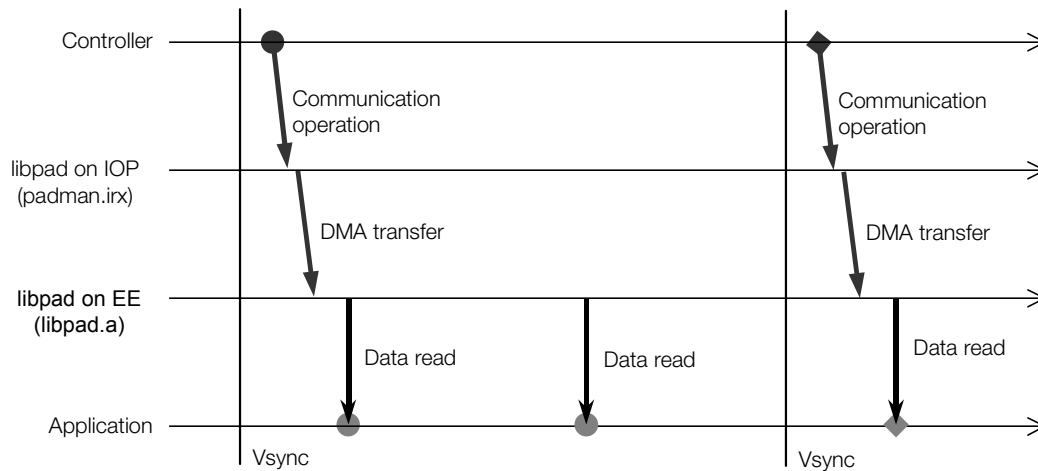 Controller
Communication
operation
Communication
operation
libpad on IOP
(padman.irx)
DMA transfer
DMA transfer
libpad on EE
(libpad.a)
Data read
Data read
Data read
Application
Vsync
Vsync